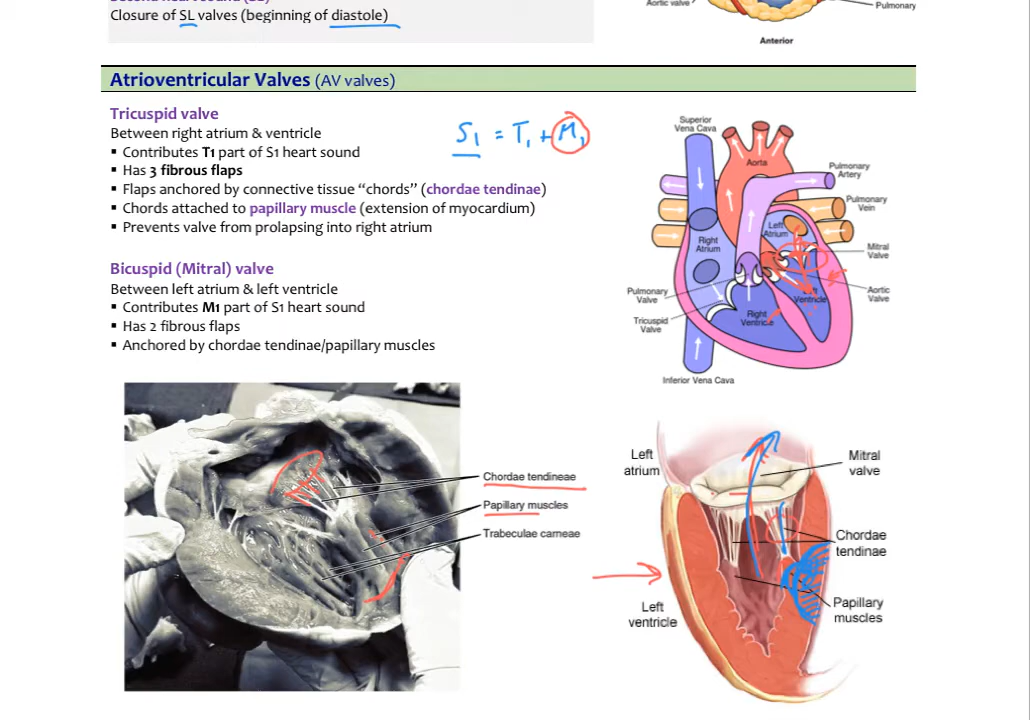 Closure of SL valves (beginning of diastole)
Aortic valve
Pulmonary
Anterior
Atrioventricular Valves (AV valves)
Tricuspid valve
Between right atrium & ventricle
▪ Contributes T1 part of S1 heart sound
▪ Has 3 fibrous flaps
▪ Flaps anchored by connective tissue “chords” (chordae tendinae)
▪ Chords attached to papillary muscle (extension of myocardium)
▪ Prevents valve from prolapsing into right atrium
S₁ = T₁ + M₁
Bicuspid (Mitral) valve
Between left atrium & left ventricle
▪ Contributes M1 part of S1 heart sound
▪ Has 2 fibrous flaps
▪ Anchored by chordae tendinae/papillary muscles
Superior
Vena Cava
Aorta
Pulmonary
Artery
Pulmonary
Vein
Left
Atrium
Right
Atrium
Mitral
Valve
Pulmonary
Valve
Aortic
Valve
Ventricle
Tricuspid
Valve
Right
Ventricle
Inferior Vena Cava
Chordae tendineae
Papillary muscles
Trabeculae carneae
Left
atrium
Mitral
valve
Chordae
tendinae
Left
ventricle
Papillary
muscles